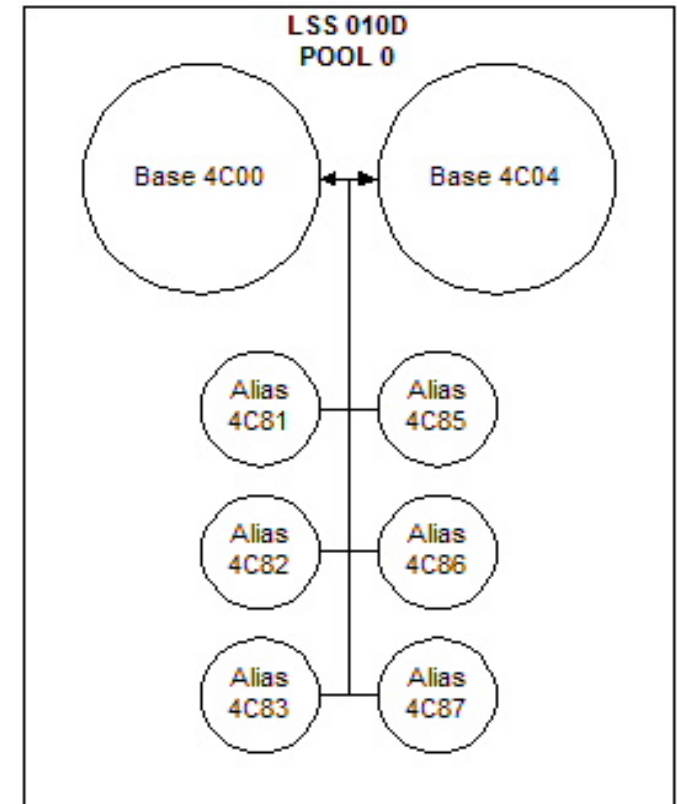 LSS 010D
POOL 0
Base 4C00
Base 4C04
Alias
4C81
Alias
4C85
Alias
4C82
Alias
4C86
Alias
4C83
Alias
4C87